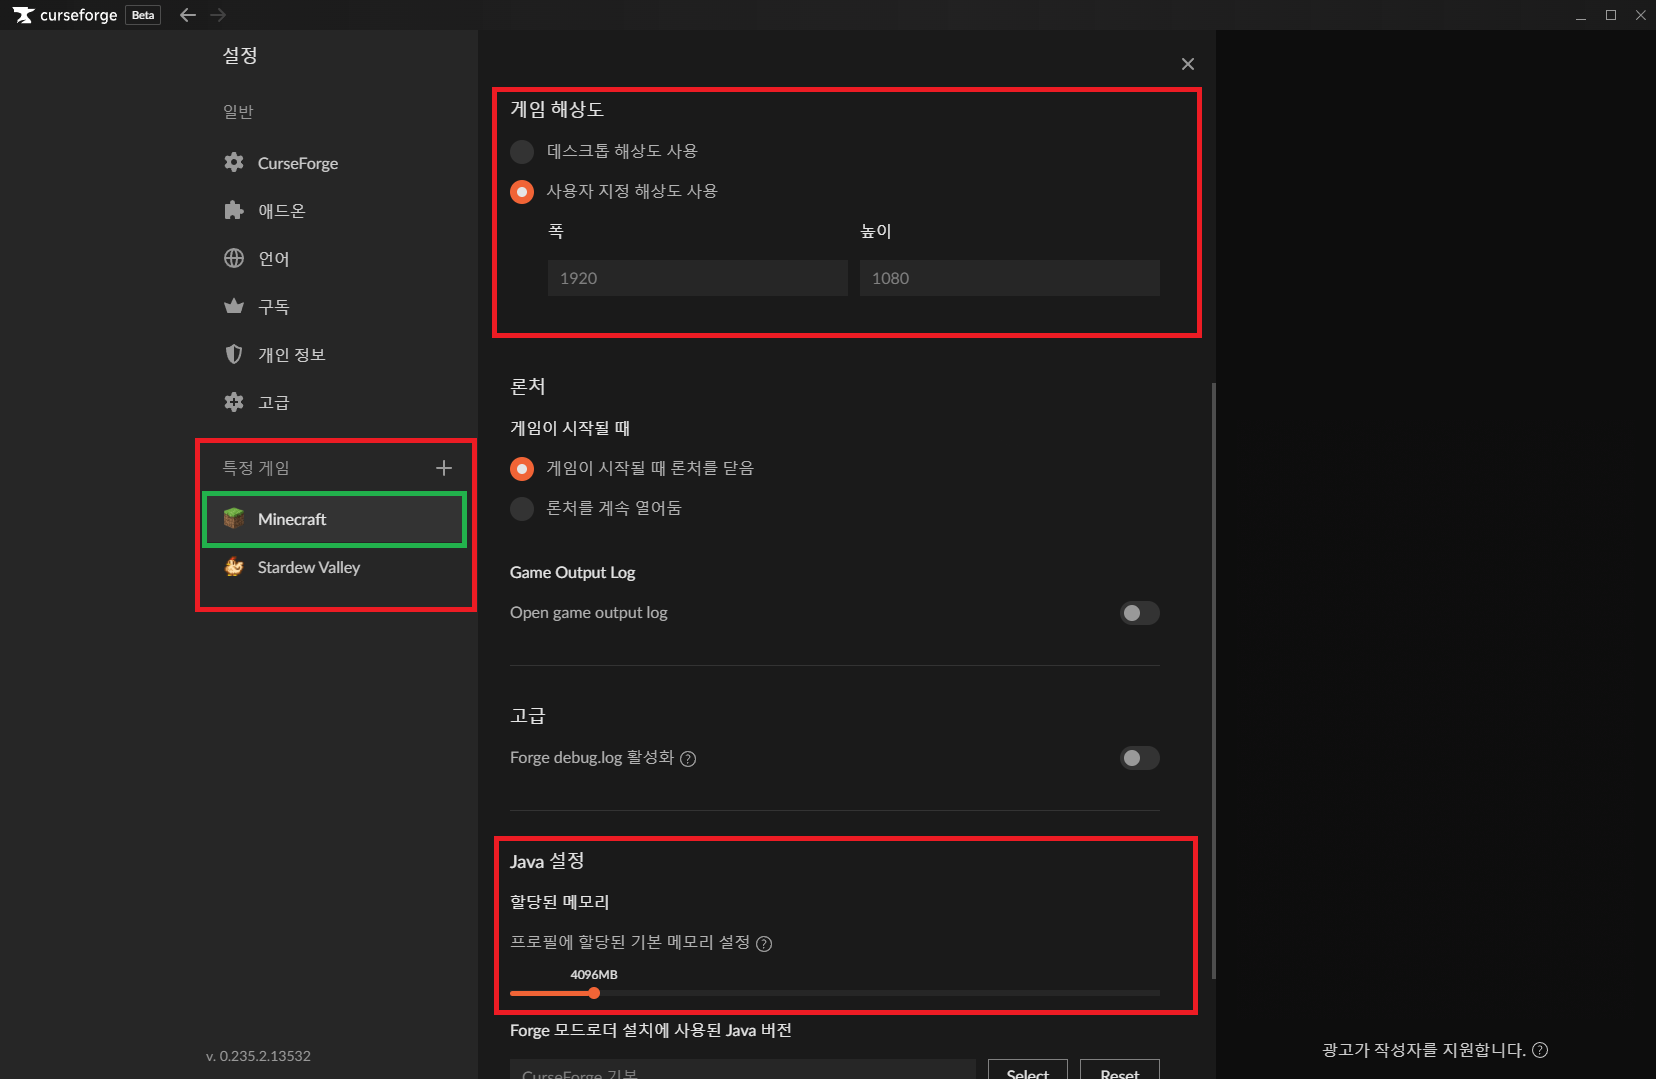 curseforge Beta
설정
일반
CurseForge
애드온
언어
구독
개인 정보
고급
특정 게임
Minecraft
Stardew Valley
v. 0.235.2.13532
게임 해상도
데스크톱 해상도 사용
사용자 지정 해상도 사용
폭 높이
1920 1080
론처
게임이 시작될 때
게임이 시작될 때 론처를 닫음
론처를 계속 열어둠
Game Output Log
Open game output log
고급
Forge debug.log 활성화
Java 설정
할당된 메모리
프로필에 할당된 기본 메모리 설정
4096MB
Forge 모드로더 설치에 사용된 Java 버전
CurseForge 기본 Select Reset
광고가 작성자를 지원합니다.